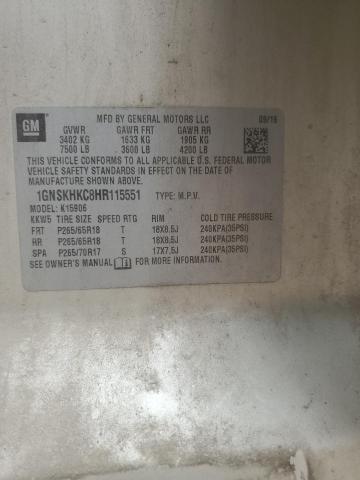 GM
MFD BY GENERAL MOTORS LLC 09/16
GVWR GAWR FRT GAWR RR
3402 KG 1633 KG 1905 KG
7500 LB 3600 LB 4200 LB
THIS VEHICLE CONFORMS TO ALL APPLICABLE U.S. FEDERAL MOTOR
VEHICLE SAFETY AND THEFT PREVENTION STANDARDS IN EFFECT ON
THE DATE OF MANUFACTURE SHOWN ABOVE.
1GNSKHKC8HR115551 TYPE: M.P.V.
MODEL: K15906
KKW5 TIRE SIZE SPEED RTG RIM COLD TIRE PRESSURE
FRT P265/65R18 T 18X8.5J 240KPA(35PSI)
RR P265/65R18 T 18X8.5J 240KPA(35PSI)
SPA P265/70R17 S 17X7.5J 240KPA(35PSI)
SEE OWNER'S MANUAL FOR MORE INFORMATION.